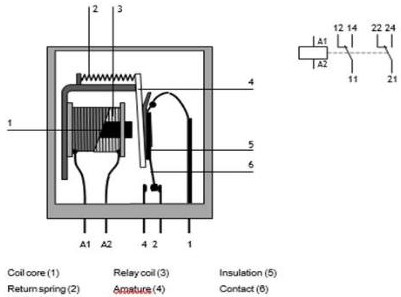 2 3
12 14 22 24
A1
A2
11 21
4
1
5
6
A1 A2 4 2 1
Coil core (1) Relay coil (3) Insulation (5)
Return spring (2) Amature (4) Contact (6)